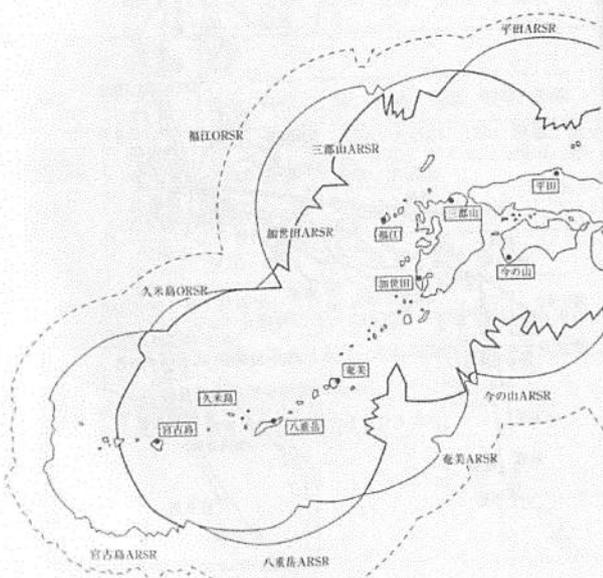 平田ARSR
福江ORSR
三郡山ARSR
平田
三郡山
福江
加世田ARSR
今の山
加世田
久米島ORSR
奄美
久米島
今の山ARSR
八重岳
宮古島
奄美ARSR
宮古島ARSR
八重岳ARSR